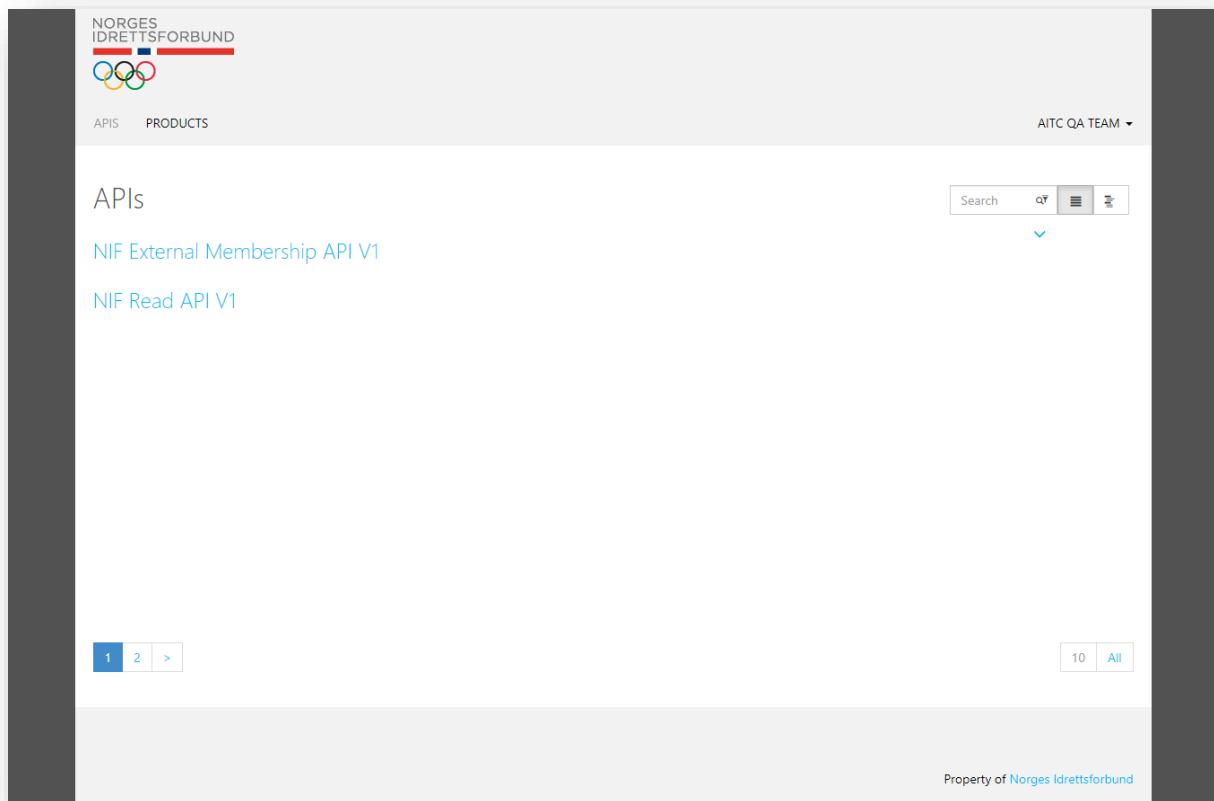 NORGES
IDRETTSFORBUND
APIS PRODUCTS AITC QA TEAM
APIs
Search
NIF External Membership API V1
NIF Read API V1
1 2 > 10 All
Property of Norges Idrettsforbund